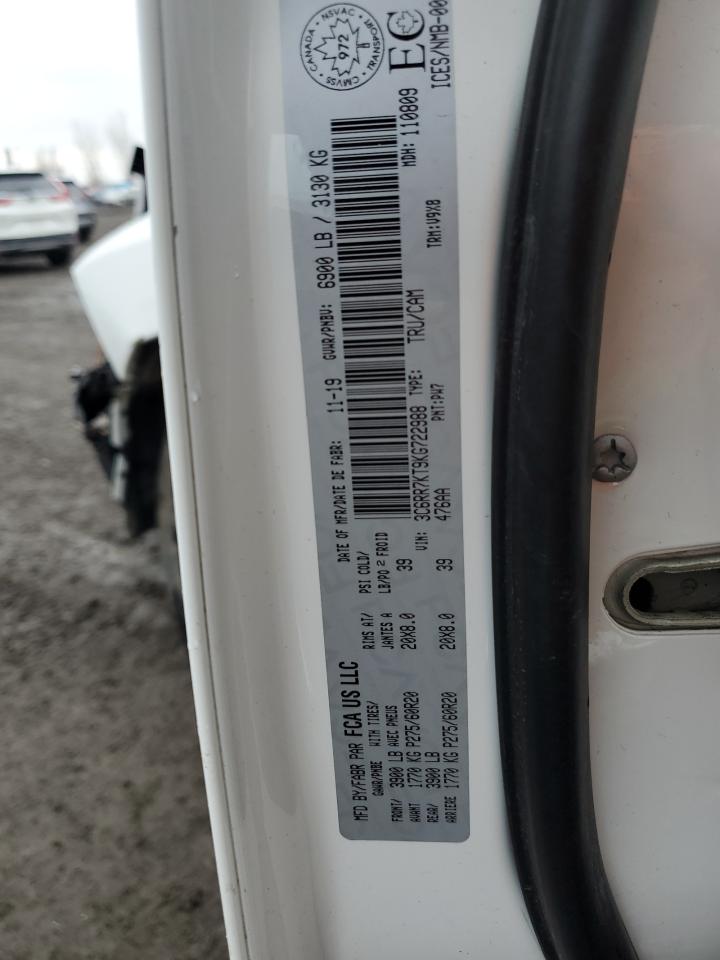 MFD BY/FABR PAR FCA US LLC
DATE OF MFR/DATE DE FABR: 11-19
GVWR/PNBV: 6900 LB / 3130 KG
GAWR/PNBE WITH TIRES/ AVEC PNEUS
RIMS AT/ JANTES A
PSI COLD/ LB/PO2 FROID
FRONT/ AVANT 3900 LB 1770 KG P275/60R20 20X8.0 39
REAR/ ARRIERE 3900 LB 1770 KG P275/60R20 20X8.0 39
VIN: 3C6RR7KT9KG722988 TYPE: TRU/CAM
476AA PNT:PW7 TRM:V9X8
MDH: 110809
CANADA NSVAC TRANSPORT CMVSS
972
EC
ICES/NMB-00